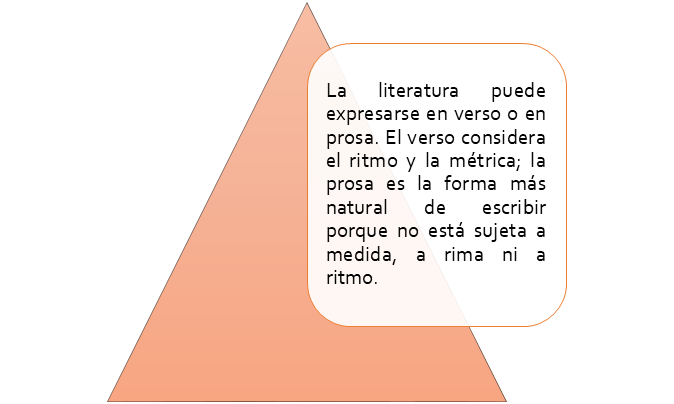 La literatura puede
expresarse en verso o en
prosa. El verso considera
el ritmo y la métrica; la
prosa es la forma más
natural de escribir
porque no está sujeta a
medida, a rima ni a
ritmo.